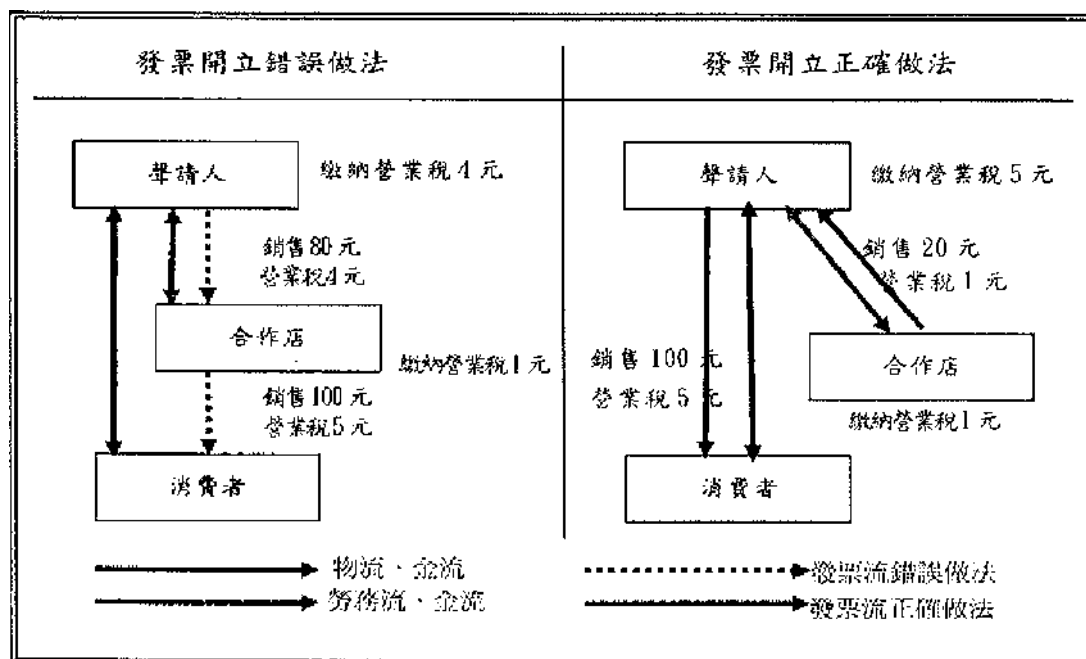 發票開立錯誤做法
聲請人
繳納營業稅4元
銷售80元
營業稅4元
合作店
繳納營業稅1元
銷售100元
營業稅5元
消費者
發票開立正確做法
聲請人
繳納營業稅5元
銷售20元
營業稅1元
合作店
繳納營業稅1元
銷售100元
營業稅5元
消費者
物流、金流
勞務流、金流
發票流錯誤做法
發票流正確做法